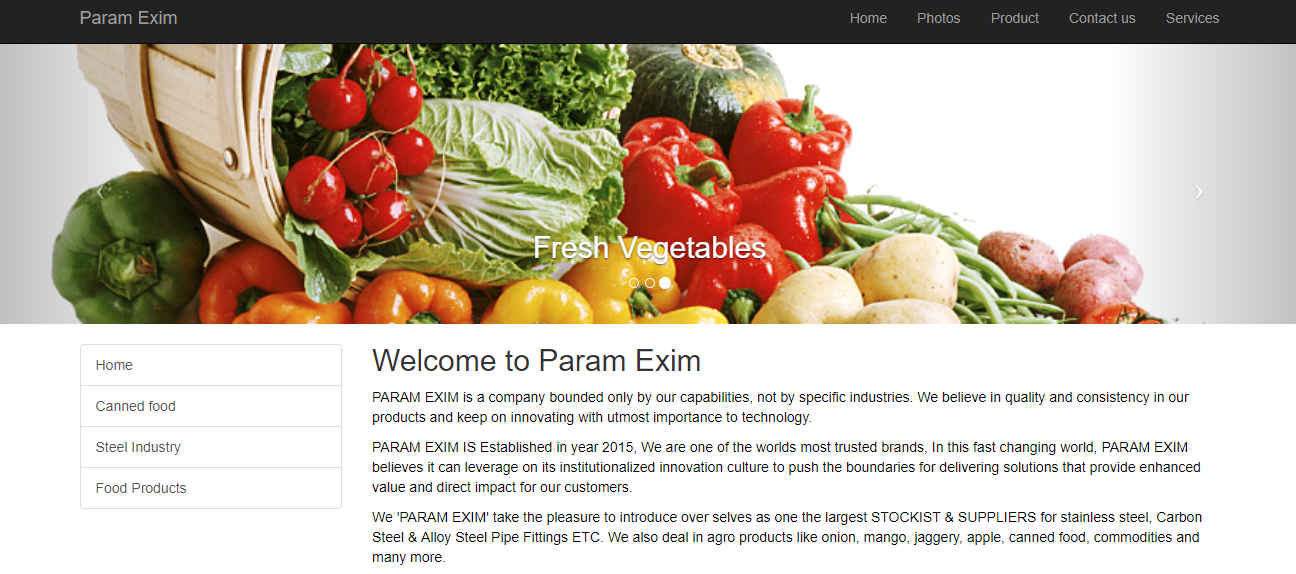 Param Exim
Home Photos Product Contact us Services
Fresh Vegetables
Home
Canned food
Steel Industry
Food Products
Welcome to Param Exim
PARAM EXIM is a company bounded only by our capabilities, not by specific industries. We believe in quality and consistency in our
products and keep on innovating with utmost importance to technology.
PARAM EXIM IS Established in year 2015, We are one of the worlds most trusted brands, In this fast changing world, PARAM EXIM
believes it can leverage on its institutionalized innovation culture to push the boundaries for delivering solutions that provide enhanced
value and direct impact for our customers.
We 'PARAM EXIM' take the pleasure to introduce over selves as one the largest STOCKIST & SUPPLIERS for stainless steel, Carbon
Steel & Alloy Steel Pipe Fittings ETC. We also deal in agro products like onion, mango, jaggery, apple, canned food, commodities and
many more.